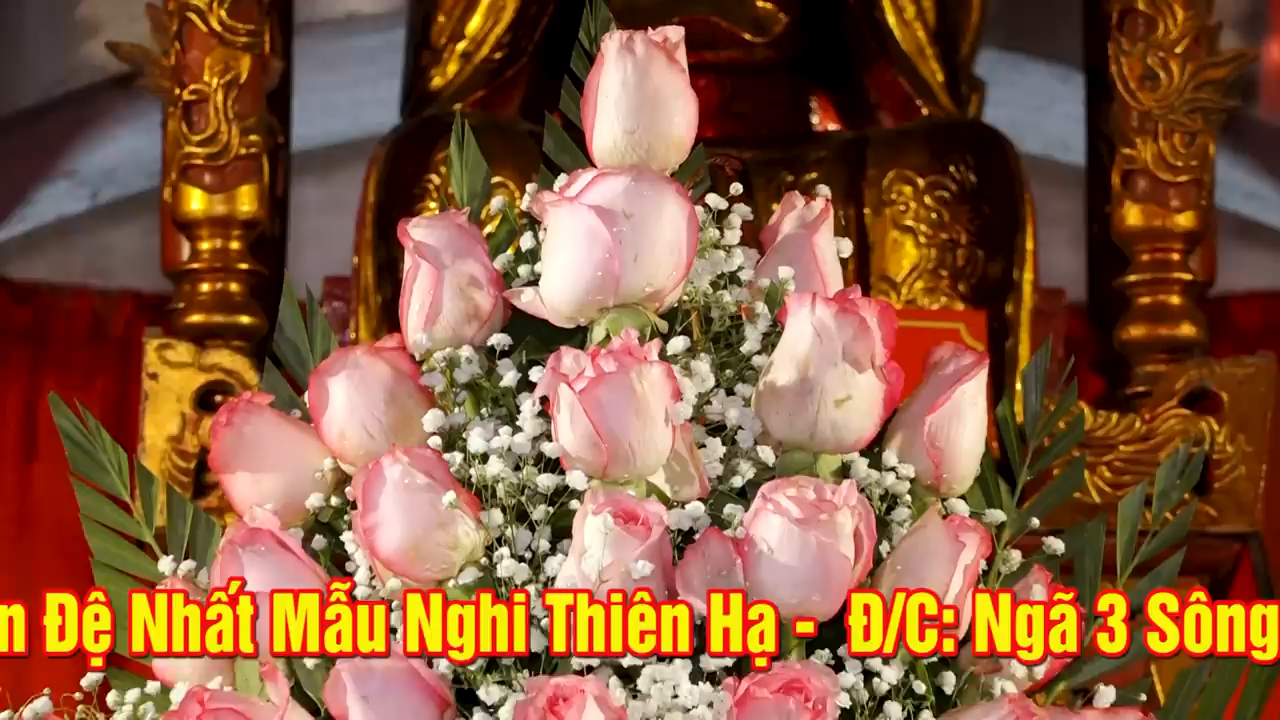 Đệ Nhất Mẫu Nghi Thiên Hạ - Đ/C: Ngã 3 Sông